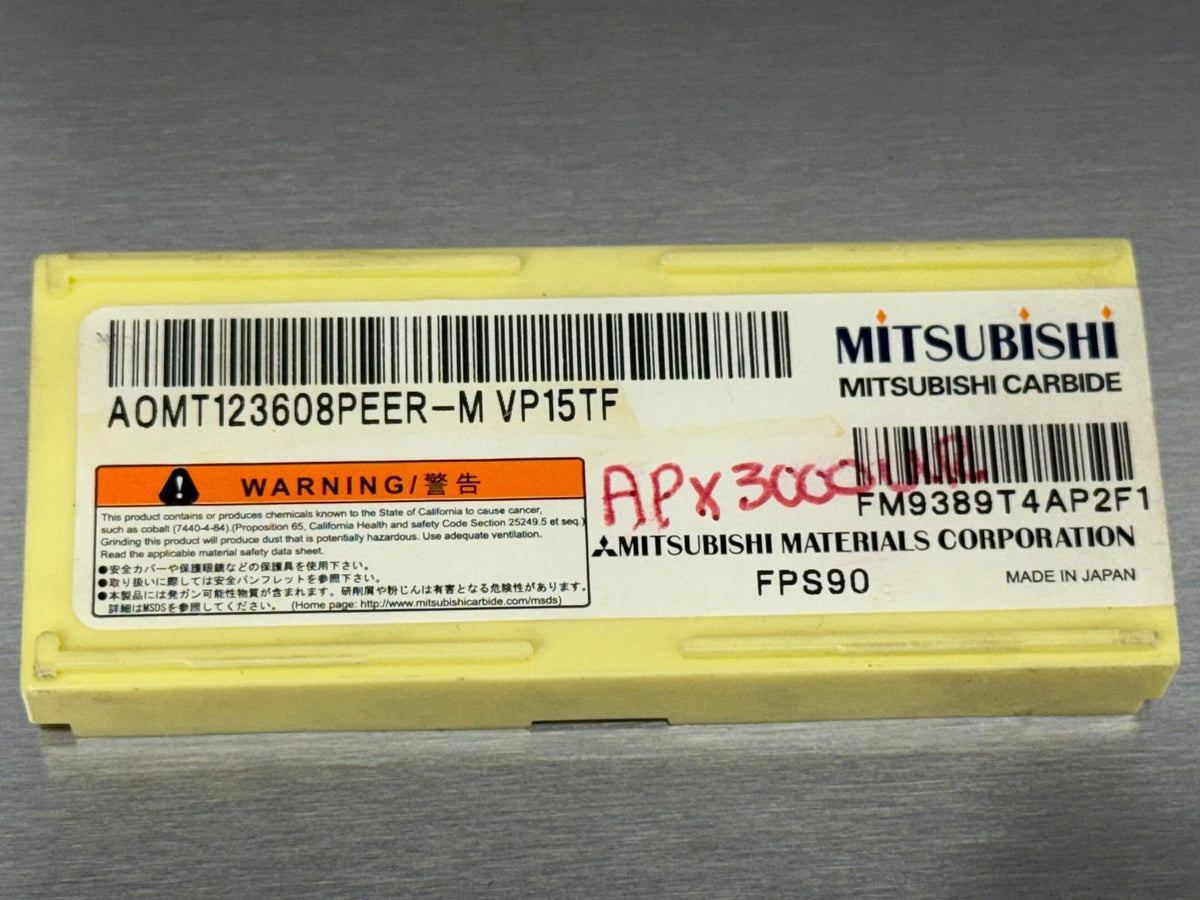 AOMT123608PEER-M VP15TF
MITSUBISHI
MITSUBISHI CARBIDE
WARNING/警告
This product contains or produces chemicals known to the State of California to cause cancer,
such as cobalt (7440-4-84).(Proposition 65, California Health and safety Code Section 25249.5 et seq.)
Grinding this product will produce dust that is potentially hazardous. Use adequate ventilation.
Read the applicable material safety data sheet.
●安全カバーや保護眼鏡などの保護具を使用下さい。
●取り扱いに際しては安全パンフレットを参照下さい。
●本製品には発ガン可能性物質が含まれます。研削屑や粉じんは有害となる危険性があります。
詳細はMSDSを参照してください。 (Home page: http://www.mitsubishicarbide.com/msds)
APX3000
FM9389T4AP2F1
MITSUBISHI MATERIALS CORPORATION
FPS90
MADE IN JAPAN